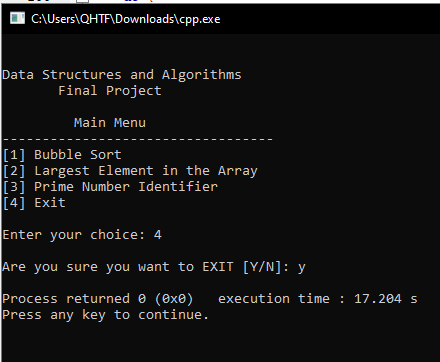 C:\Users\QHTF\Downloads\cpp.exe
Data Structures and Algorithms
Final Project
Main Menu
----------------------------------
[1] Bubble Sort
[2] Largest Element in the Array
[3] Prime Number Identifier
[4] Exit
Enter your choice: 4
Are you sure you want to EXIT [Y/N]: y
Process returned 0 (0x0)   execution time : 17.204 s
Press any key to continue.